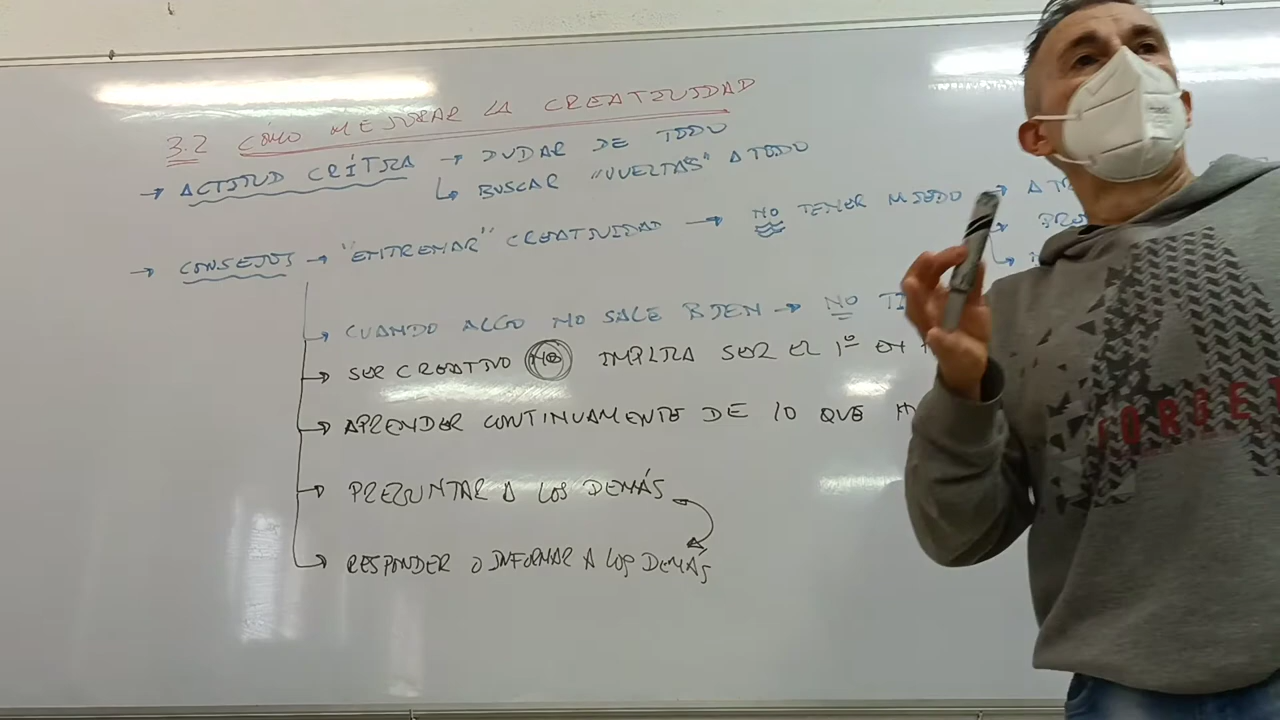 3.2 CÓMO MEJORAR LA CREATIVIDAD
→ ACTITUD CRÍTICA → DUDAR DE TODO
↳ BUSCAR "VUELTAS" A TODO
→ CONSEJOS → "ENTRENAR" CREATIVIDAD → NO TENER MIEDO
→ CUANDO ALGO NO SALE BIEN → NO
→ SER CREATIVO NO IMPLICA SER EL 1º EN
→ APRENDER CONTINUAMENTE DE LO QUE
→ PREGUNTAR A LOS DEMÁS
→ RESPONDER O INFORMAR A LOS DEMÁS
FORGET